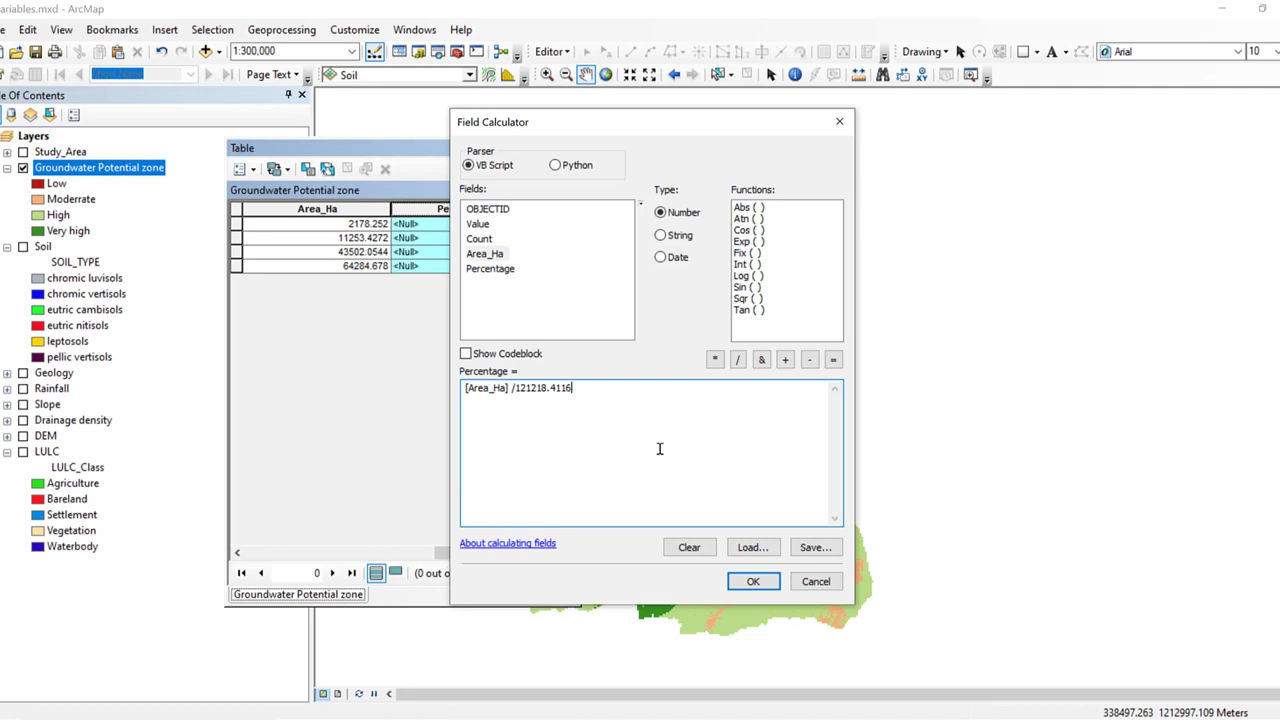 ariables.mxd - ArcMap
e Edit View Bookmarks Insert Selection Geoprocessing Customize Windows Help
1:300,000
Editor
Drawing
Arial
10
Page Text
Soil
le Of Contents
Layers
Study_Area
Groundwater Potential zone
Low
Moderrate
High
Very high
Soil
SOIL_TYPE
chromic luvisols
chromic vertisols
eutric cambisols
eutric nitisols
leptosols
pellic vertisols
Geology
Rainfall
Slope
Drainage density
DEM
LULC
LULC_Class
Agriculture
Bareland
Settlement
Vegetation
Waterbody
Table
Groundwater Potential zone
Area_Ha Pe
2178.252 <Null>
11253.4272 <Null>
43502.0544 <Null>
64284.678 <Null>
0 (0 out o
Groundwater Potential zone
Field Calculator
Parser
VB Script Python
Fields:
OBJECTID
Value
Count
Area_Ha
Percentage
Type:
Number
String
Date
Functions:
Abs ( )
Atn ( )
Cos ( )
Exp ( )
Fix ( )
Int ( )
Log ( )
Sin ( )
Sqr ( )
Tan ( )
Show Codeblock
* / & + - =
Percentage =
[Area_Ha] /121218.4116
About calculating fields
Clear Load... Save...
OK Cancel
338497.263 1212997.109 Meters